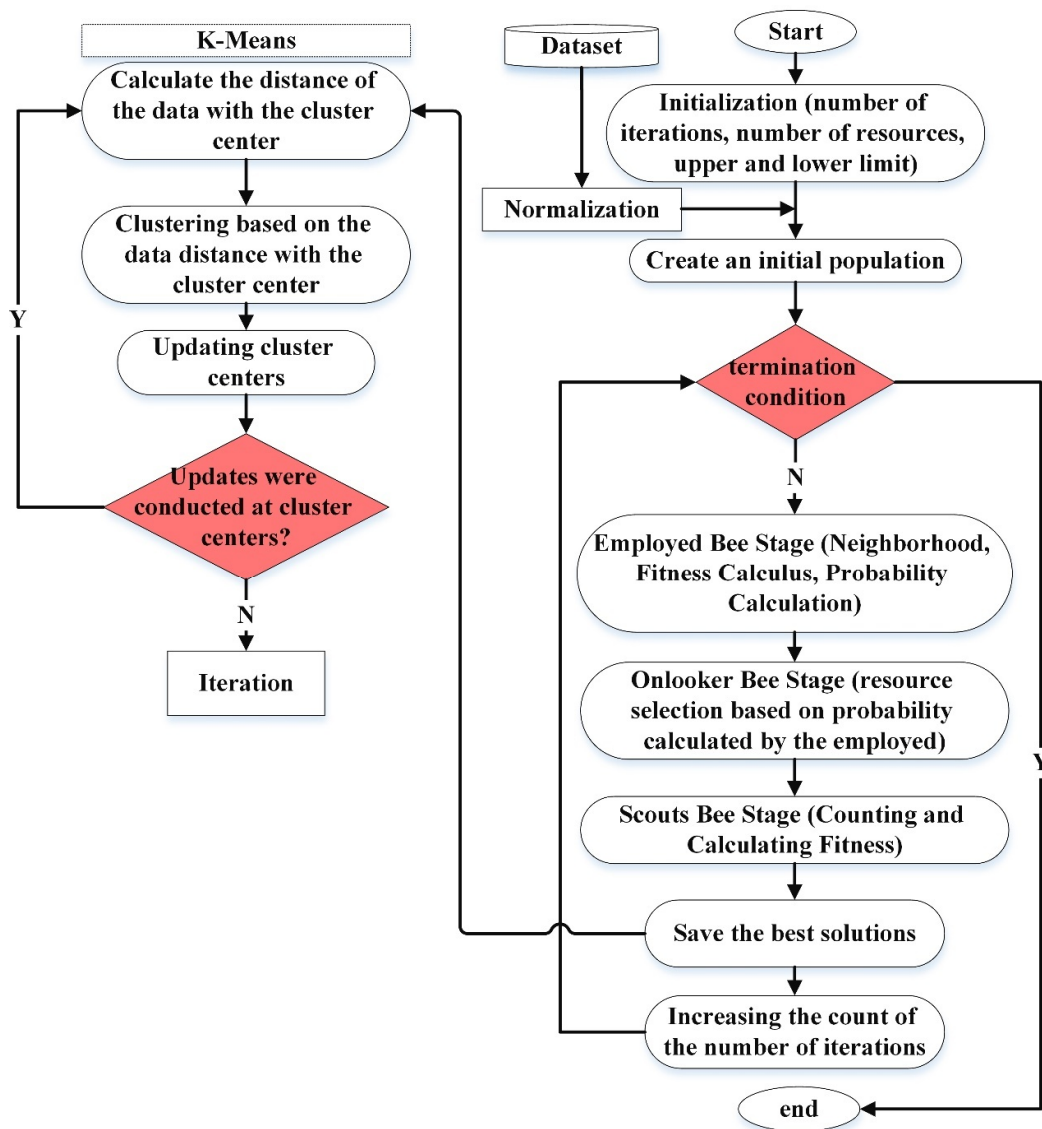 K-Means
Calculate the distance of
the data with the cluster
center
Clustering based on the
data distance with the
cluster center
Y
Updating cluster
centers
Updates were
conducted at cluster
centers?
N
Iteration
Dataset
Normalization
Start
Initialization (number of
iterations, number of resources,
upper and lower limit)
Create an initial population
termination
condition
N
Employed Bee Stage (Neighborhood,
Fitness Calculus, Probability
Calculation)
Onlooker Bee Stage (resource
selection based on probability
calculated by the employed)
Y
Scouts Bee Stage (Counting and
Calculating Fitness)
Save the best solutions
Increasing the count of
the number of iterations
end